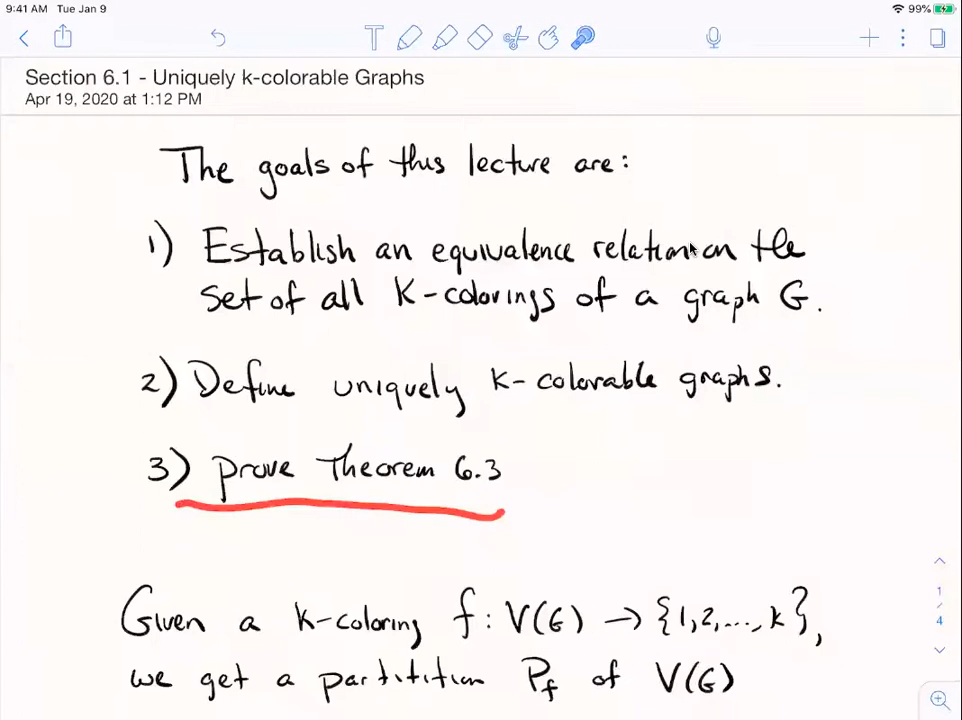 9:41 AM Tue Jan 9 99%
T
Section 6.1 - Uniquely k-colorable Graphs
Apr 19, 2020 at 1:12 PM
The goals of this lecture are:
1) Establish an equivalence relation on the
set of all K-colorings of a graph G.
2) Define uniquely K-colorable graphs.
3) Prove Theorem 6.3
Given a K-coloring f: V(G) → {1,2,...,k},
we get a partitition P_f of V(G)
1
/
4